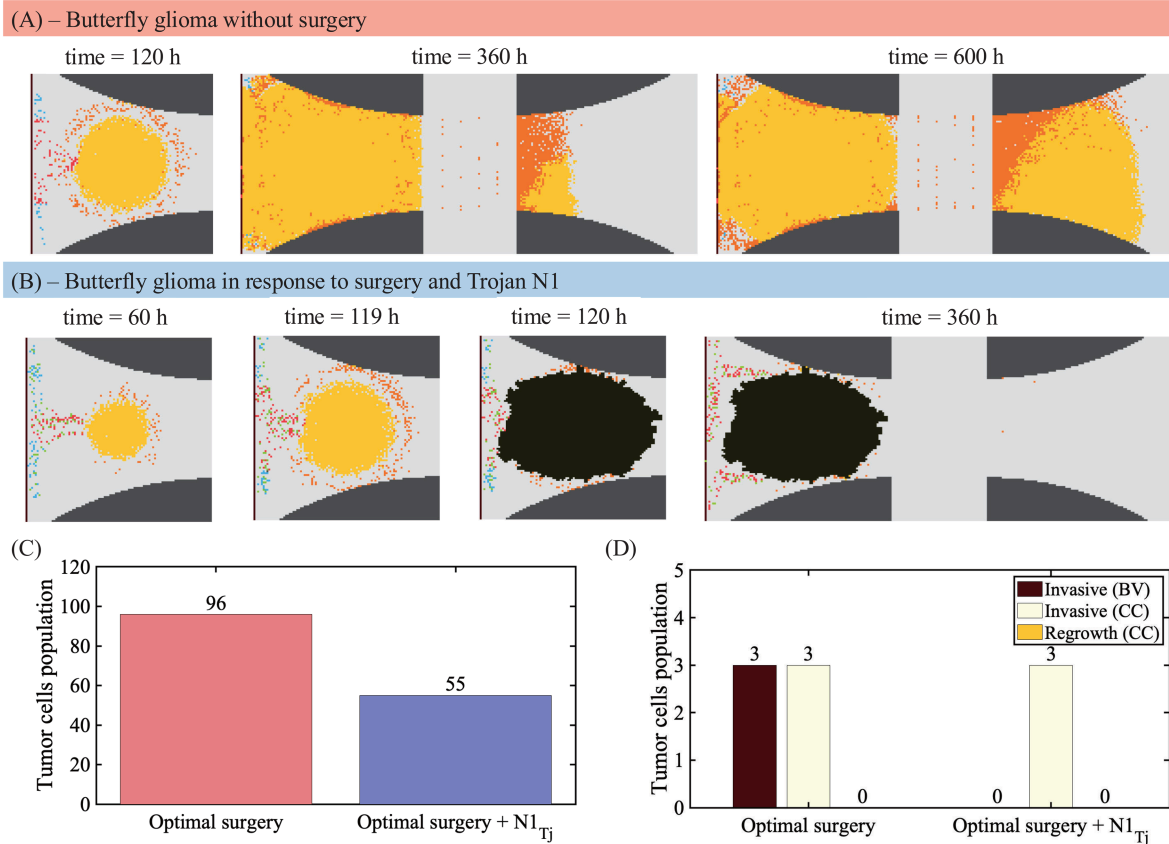 (A) – Butterfly glioma without surgery
time = 120 h
time = 360 h
time = 600 h
(B) – Butterfly glioma in response to surgery and Trojan N1
time = 60 h
time = 119 h
time = 120 h
time = 360 h
(C)
Tumor cells population
120
100
80
60
40
20
0
96
55
Optimal surgery
Optimal surgery + N1Tj
(D)
Tumor cells population
5
4
3
2
1
0
Invasive (BV)
Invasive (CC)
Regrowth (CC)
3
3
0
0
3
0
Optimal surgery
Optimal surgery + N1Tj